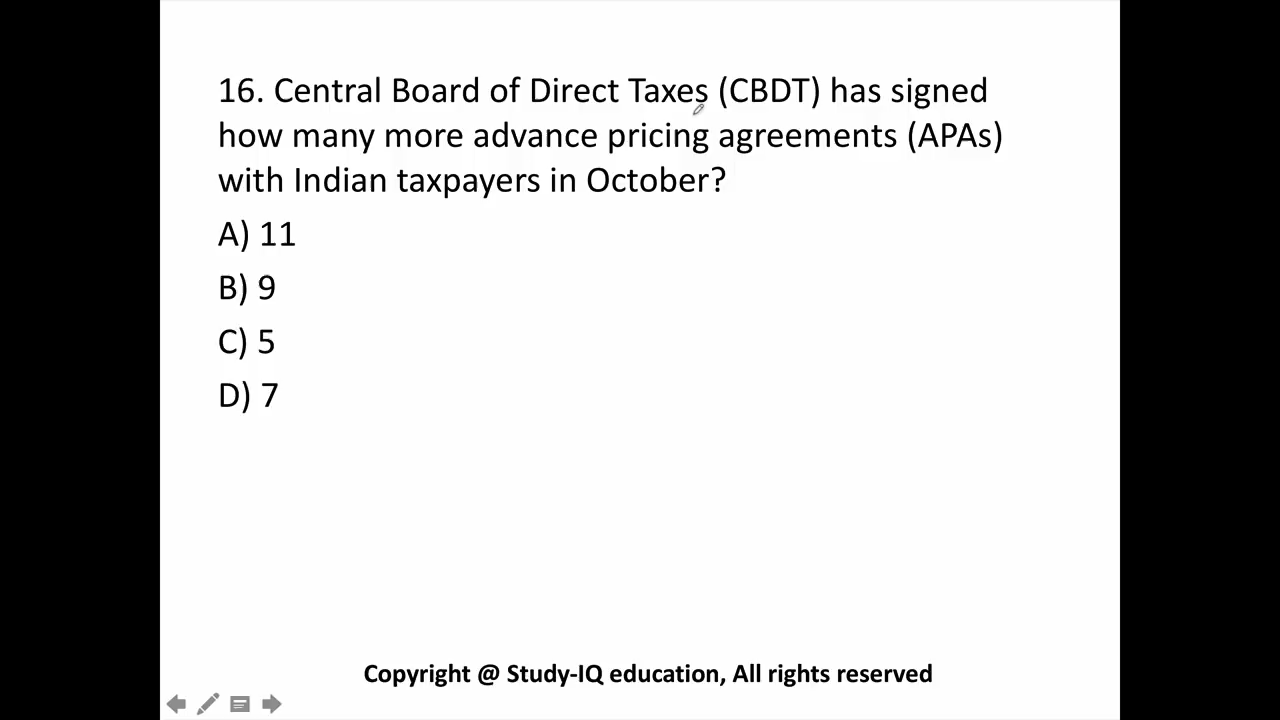 16. Central Board of Direct Taxes (CBDT) has signed
how many more advance pricing agreements (APAs)
with Indian taxpayers in October?
A) 11
B) 9
C) 5
D) 7
Copyright @ Study-IQ education, All rights reserved